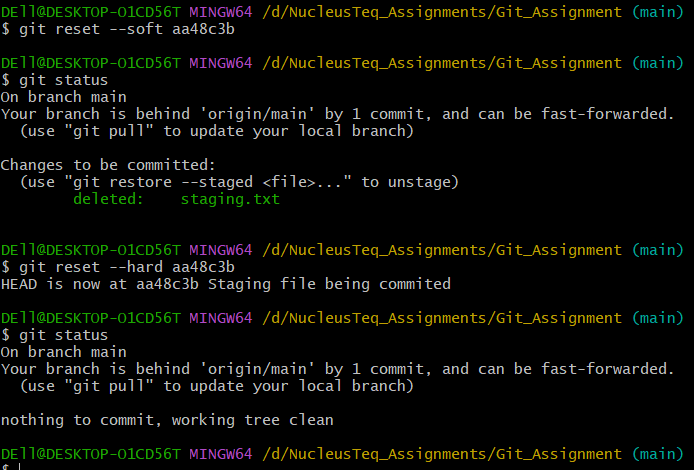 DEll@DESKTOP-O1CD56T MINGW64 /d/NucleusTeq_Assignments/Git_Assignment (main)
$ git reset --soft aa48c3b
DEll@DESKTOP-O1CD56T MINGW64 /d/NucleusTeq_Assignments/Git_Assignment (main)
$ git status
On branch main
Your branch is behind 'origin/main' by 1 commit, and can be fast-forwarded.
  (use "git pull" to update your local branch)
Changes to be committed:
  (use "git restore --staged <file>..." to unstage)
        deleted:    staging.txt
DEll@DESKTOP-O1CD56T MINGW64 /d/NucleusTeq_Assignments/Git_Assignment (main)
$ git reset --hard aa48c3b
HEAD is now at aa48c3b Staging file being commited
DEll@DESKTOP-O1CD56T MINGW64 /d/NucleusTeq_Assignments/Git_Assignment (main)
$ git status
On branch main
Your branch is behind 'origin/main' by 1 commit, and can be fast-forwarded.
  (use "git pull" to update your local branch)
nothing to commit, working tree clean
DEll@DESKTOP-O1CD56T MINGW64 /d/NucleusTeq_Assignments/Git_Assignment (main)
$